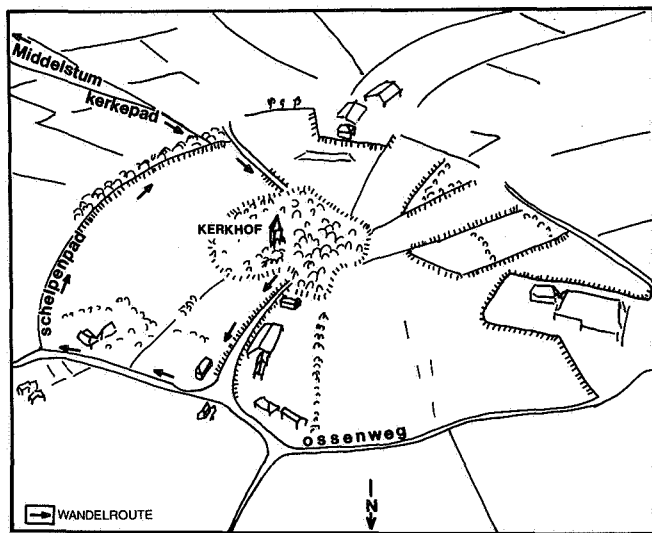 Middelstum
kerkepad
KERKHOF
schelpenpad
ossenweg
N
WANDELROUTE